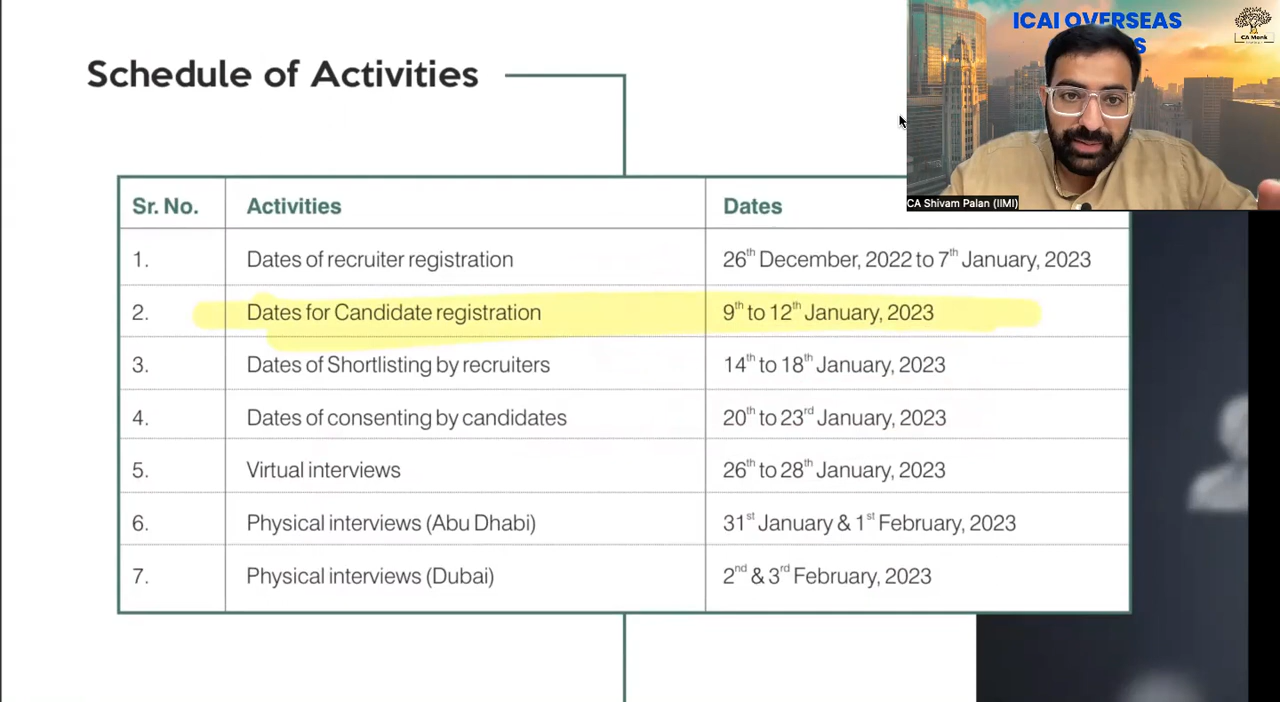 Schedule of Activities
ICAI OVERSEAS
S
CA Monk
CA Shivam Palan (IIMI)
Sr. No. Activities Dates
1. Dates of recruiter registration 26th December, 2022 to 7th January, 2023
2. Dates for Candidate registration 9th to 12th January, 2023
3. Dates of Shortlisting by recruiters 14th to 18th January, 2023
4. Dates of consenting by candidates 20th to 23rd January, 2023
5. Virtual interviews 26th to 28th January, 2023
6. Physical interviews (Abu Dhabi) 31st January & 1st February, 2023
7. Physical interviews (Dubai) 2nd & 3rd February, 2023